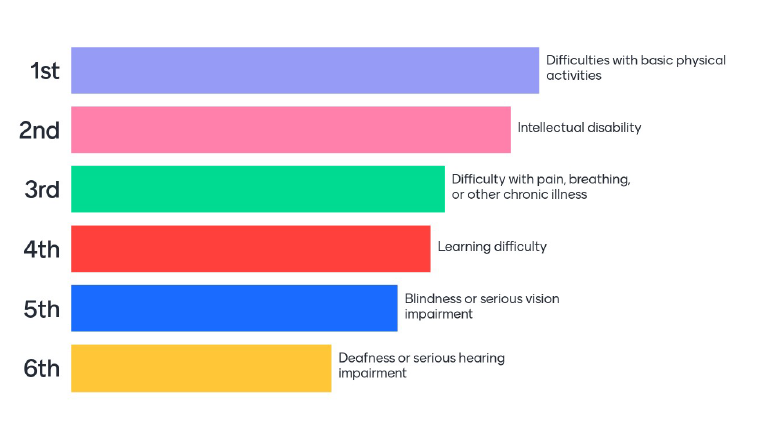 1st
Difficulties with basic physical
activities
2nd
Intellectual disability
3rd
Difficulty with pain, breathing,
or other chronic illness
4th
Learning difficulty
5th
Blindness or serious vision
impairment
6th
Deafness or serious hearing
impairment